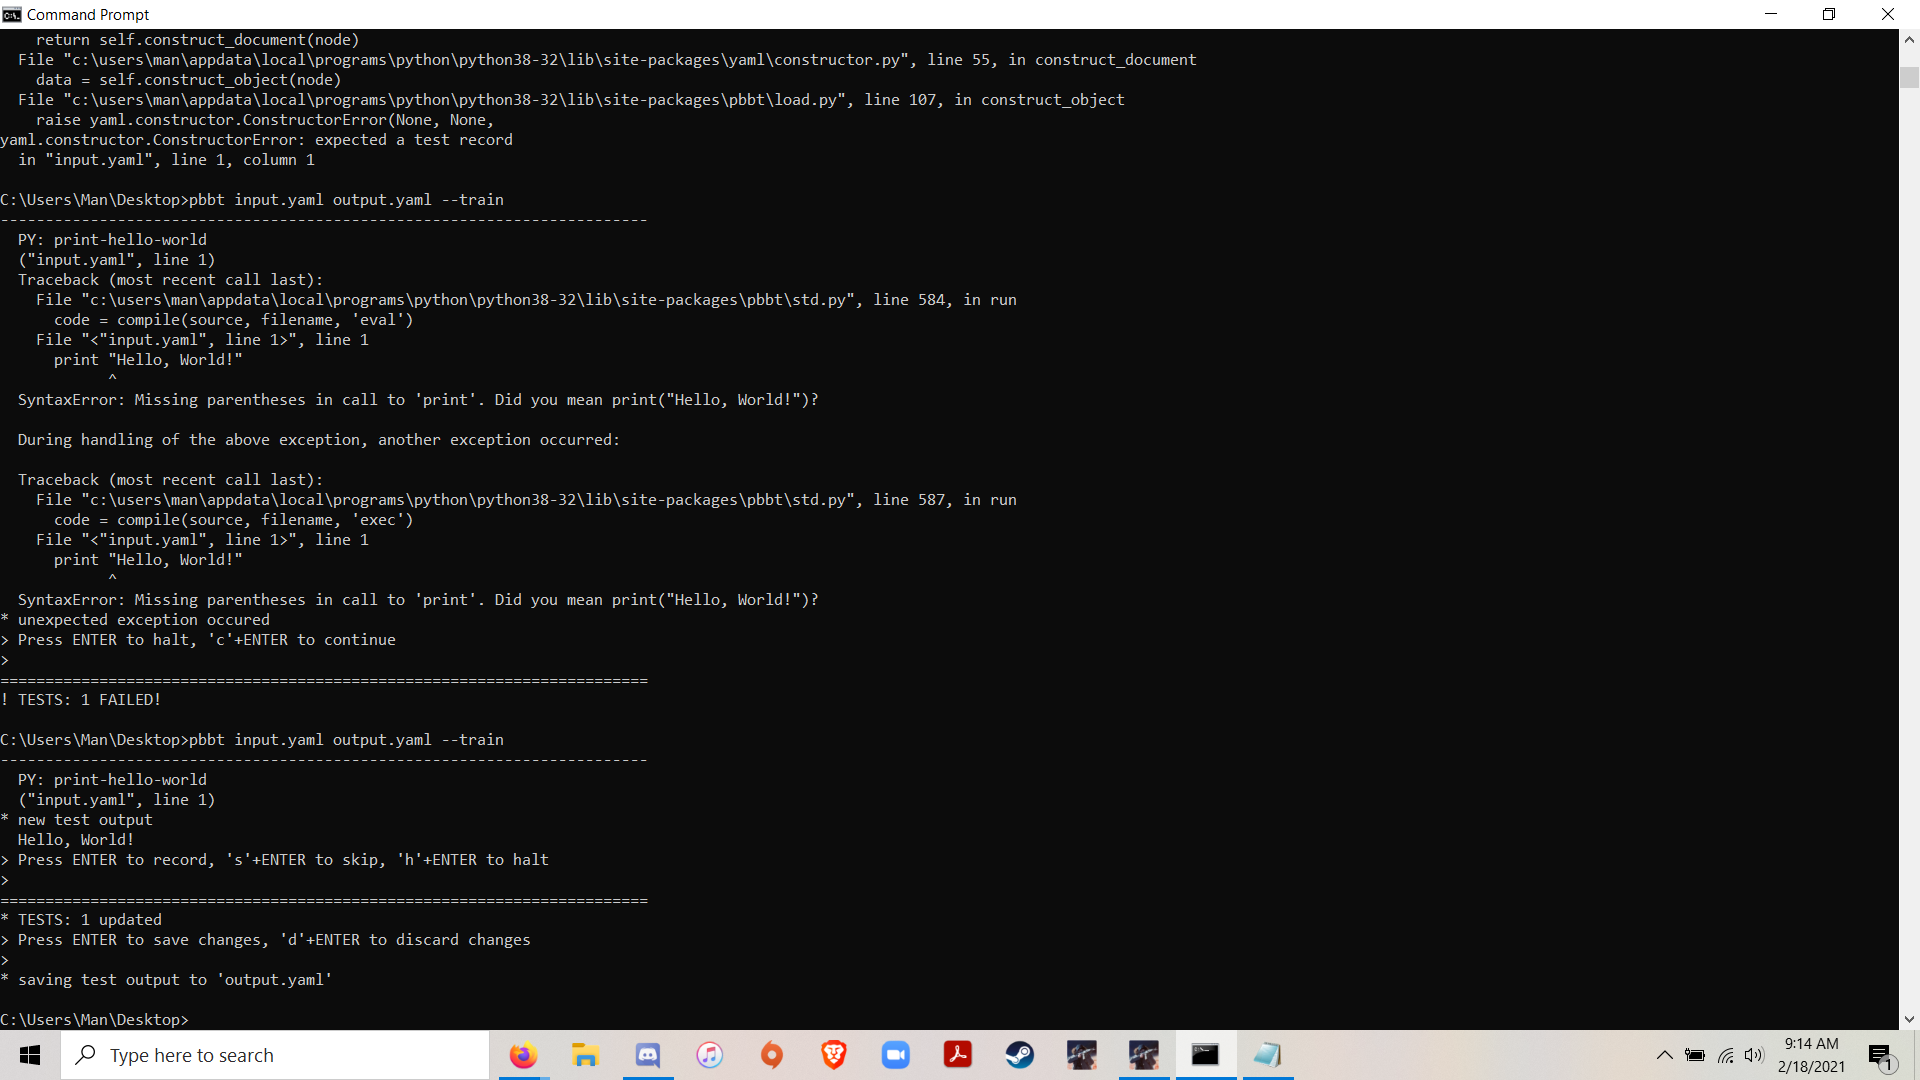 Command Prompt
    return self.construct_document(node)
  File "c:\users\man\appdata\local\programs\python\python38-32\lib\site-packages\yaml\constructor.py", line 55, in construct_document
    data = self.construct_object(node)
  File "c:\users\man\appdata\local\programs\python\python38-32\lib\site-packages\pbbt\load.py", line 107, in construct_object
    raise yaml.constructor.ConstructorError(None, None,
yaml.constructor.ConstructorError: expected a test record
  in "input.yaml", line 1, column 1
C:\Users\Man\Desktop>pbbt input.yaml output.yaml --train
------------------------------------------------------------------------
  PY: print-hello-world
  ("input.yaml", line 1)
  Traceback (most recent call last):
    File "c:\users\man\appdata\local\programs\python\python38-32\lib\site-packages\pbbt\std.py", line 584, in run
      code = compile(source, filename, 'eval')
    File "<"input.yaml", line 1>", line 1
      print "Hello, World!"
            ^
  SyntaxError: Missing parentheses in call to 'print'. Did you mean print("Hello, World!")?
  During handling of the above exception, another exception occurred:
  Traceback (most recent call last):
    File "c:\users\man\appdata\local\programs\python\python38-32\lib\site-packages\pbbt\std.py", line 587, in run
      code = compile(source, filename, 'exec')
    File "<"input.yaml", line 1>", line 1
      print "Hello, World!"
            ^
  SyntaxError: Missing parentheses in call to 'print'. Did you mean print("Hello, World!")?
* unexpected exception occured
> Press ENTER to halt, 'c'+ENTER to continue
>
========================================================================
! TESTS: 1 FAILED!
C:\Users\Man\Desktop>pbbt input.yaml output.yaml --train
------------------------------------------------------------------------
  PY: print-hello-world
  ("input.yaml", line 1)
* new test output
  Hello, World!
> Press ENTER to record, 's'+ENTER to skip, 'h'+ENTER to halt
>
========================================================================
* TESTS: 1 updated
> Press ENTER to save changes, 'd'+ENTER to discard changes
>
* saving test output to 'output.yaml'
C:\Users\Man\Desktop>
Type here to search
9:14 AM
2/18/2021
1